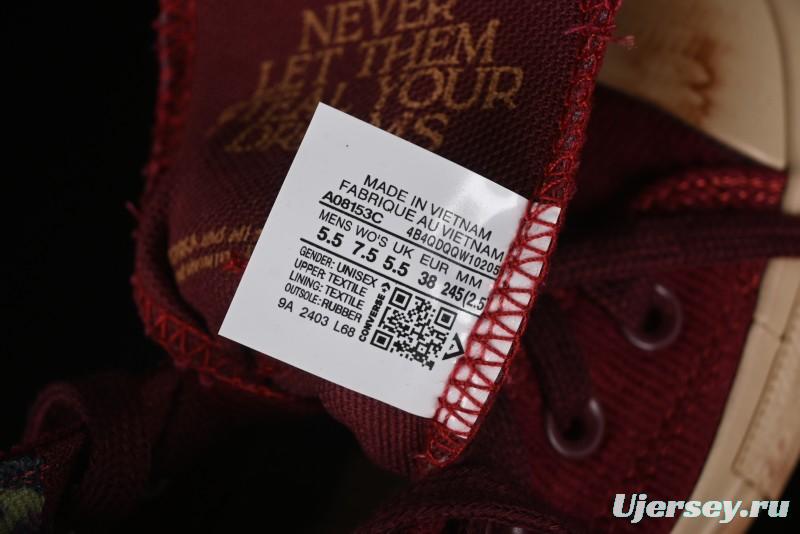 NEVER
LET THEM
STEAL YOUR
DREAMS
MADE IN VIETNAM
FABRIQUE AU VIETNAM
A08153C 4B4QDQQW10205
MENS WO'S UK EUR MM
5.5 7.5 5.5 38 245(2.5
GENDER: UNISEX
UPPER: TEXTILE
LINING: TEXTILE
OUTSOLE: RUBBER
9A 2403 L68
CONVERSE
Ujersey.ru